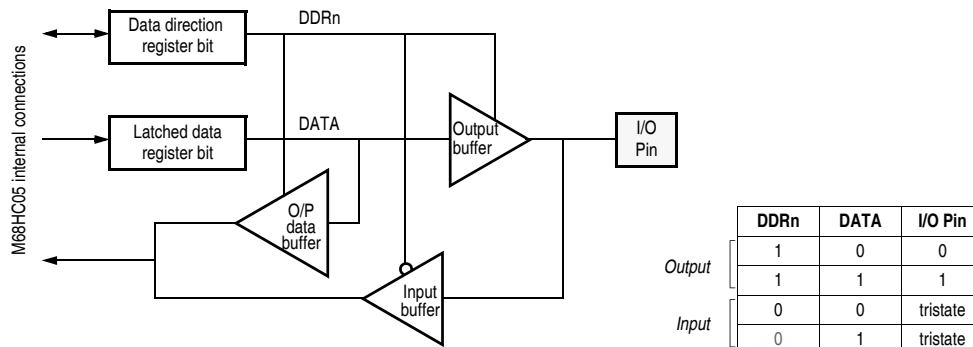 M68HC05 internal connections
Data direction
register bit
DDRn
Latched data
register bit
DATA
Output
buffer
I/O
Pin
O/P
data
buffer
Input
buffer
DDRn DATA I/O Pin
Output
1 0 0
1 1 1
Input
0 0 tristate
0 1 tristate